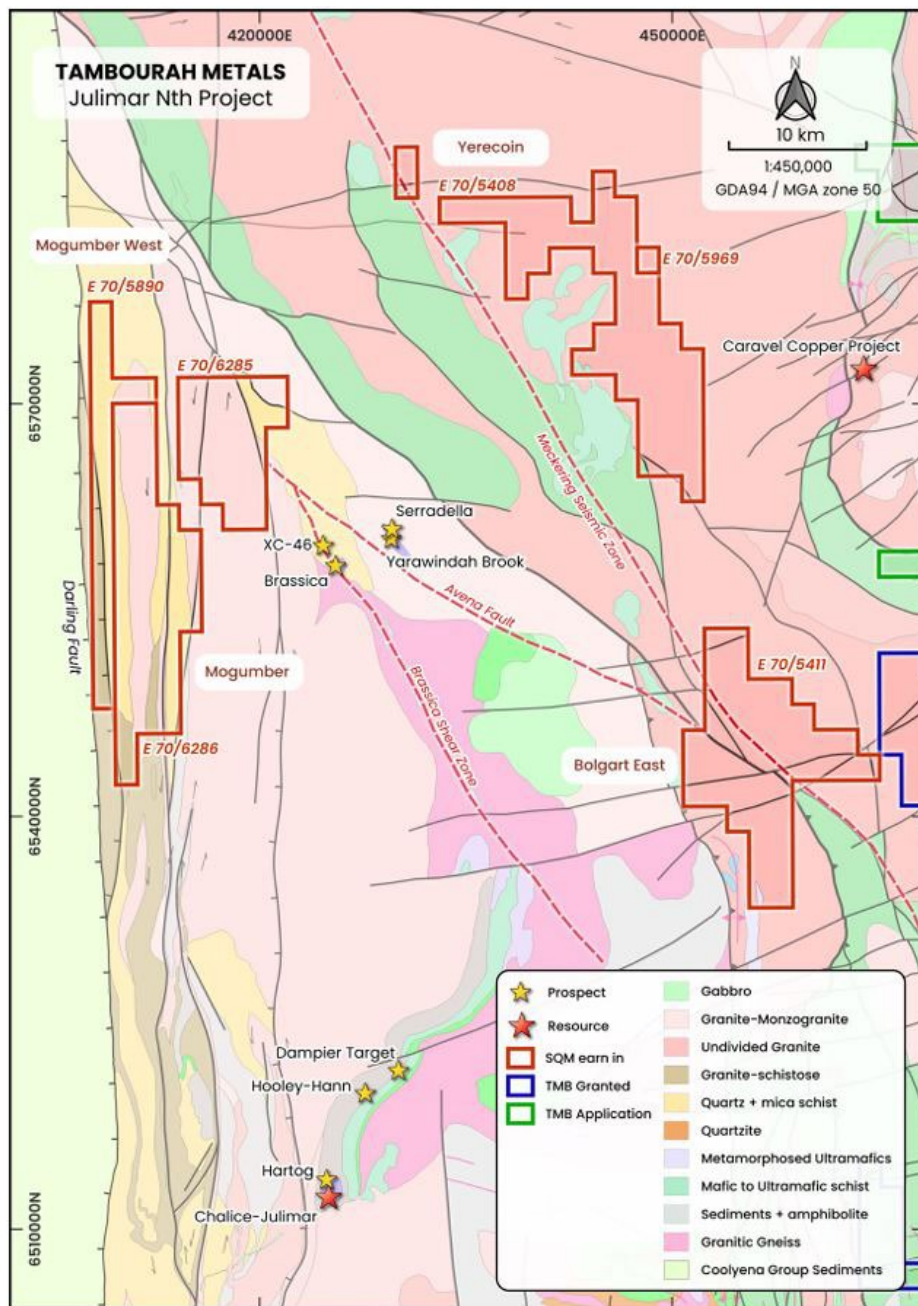 420000E
450000E
TAMBOURAH METALS
Julimar Nth Project
N
10 km
1:450,000
GDA94 / MGA zone 50
Yerecoin
E 70/5408
Mogumber West
E 70/5969
E 70/5890
Caravel Copper Project
E 70/6285
6570000N
Meckering Seismic Zone
Serradella
XC-46
Yarawindah Brook
Brassica
Avena Fault
Darling Fault
E 70/5411
Mogumber
Brassica Shear Zone
E 70/6286
Bolgart East
6540000N
Prospect
Resource
SQM earn in
TMB Granted
TMB Application
Gabbro
Granite-Monzogranite
Undivided Granite
Granite-schistose
Quartz + mica schist
Quartzite
Metamorphosed Ultramafics
Mafic to Ultramafic schist
Sediments + amphibolite
Granitic Gneiss
Coolyena Group Sediments
Dampier Target
Hooley-Hann
Hartog
Chalice-Julimar
6510000N